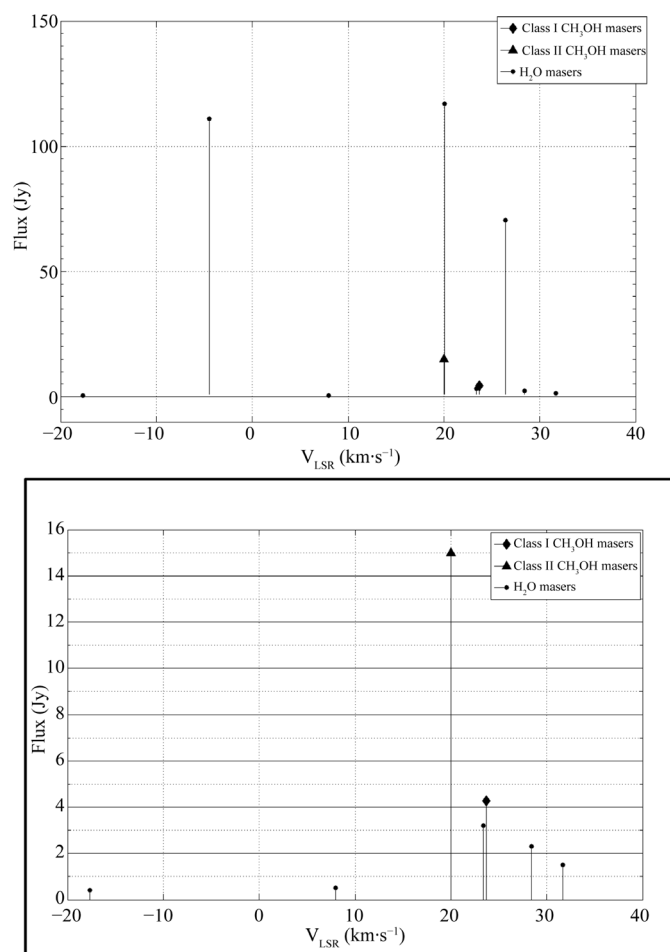 150
Class I CH₃OH masers
Class II CH₃OH masers
H₂O masers
100
Flux (Jy)
50
0
−20 −10 0 10 20 30 40
V_LSR (km·s⁻¹)
16
Class I CH₃OH masers
Class II CH₃OH masers
14
H₂O masers
12
10
Flux (Jy)
8
6
4
2
0
−20 −10 0 10 20 30 40
V_LSR (km·s⁻¹)